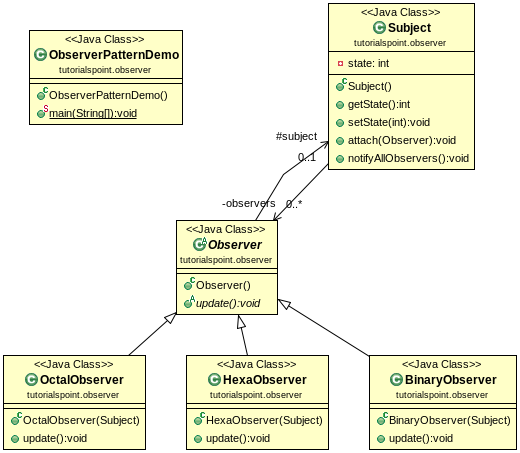 <<Java Class>>
ObserverPatternDemo
tutorialspoint.observer
ObserverPatternDemo()
main(String[]):void
<<Java Class>>
Subject
tutorialspoint.observer
state: int
Subject()
getState():int
setState(int):void
attach(Observer):void
notifyAllObservers():void
#subject
0..1
-observers
0..*
<<Java Class>>
Observer
tutorialspoint.observer
Observer()
update():void
<<Java Class>>
OctalObserver
tutorialspoint.observer
OctalObserver(Subject)
update():void
<<Java Class>>
HexaObserver
tutorialspoint.observer
HexaObserver(Subject)
update():void
<<Java Class>>
BinaryObserver
tutorialspoint.observer
BinaryObserver(Subject)
update():void